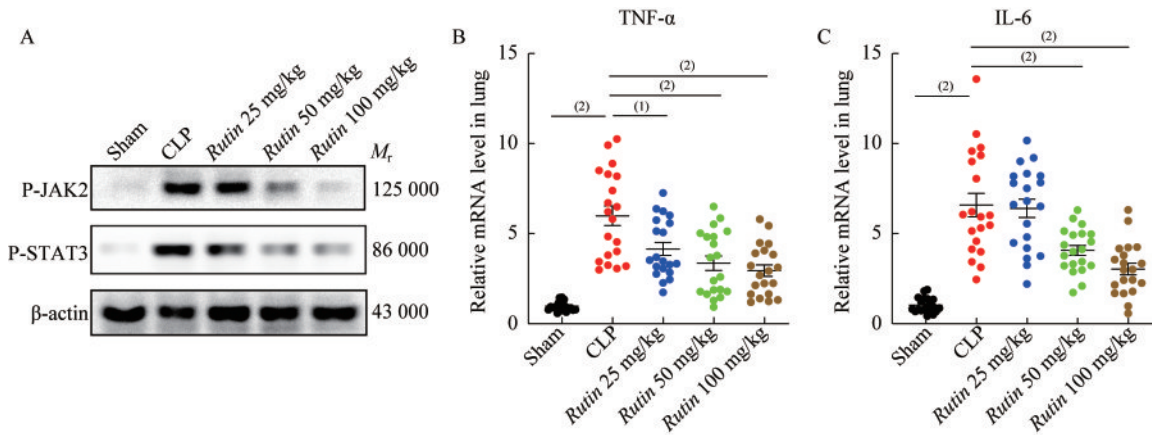 A
Sham
CLP
Rutin 25 mg/kg
Rutin 50 mg/kg
Rutin 100 mg/kg
Mr
P-JAK2
125 000
P-STAT3
86 000
β-actin
43 000
B
TNF-α
Relative mRNA level in lung
15
10
5
0
(2)
(2)
(2)
(1)
Sham
CLP
Rutin 25 mg/kg
Rutin 50 mg/kg
Rutin 100 mg/kg
C
IL-6
Relative mRNA level in lung
15
10
5
0
(2)
(2)
(2)
Sham
CLP
Rutin 25 mg/kg
Rutin 50 mg/kg
Rutin 100 mg/kg